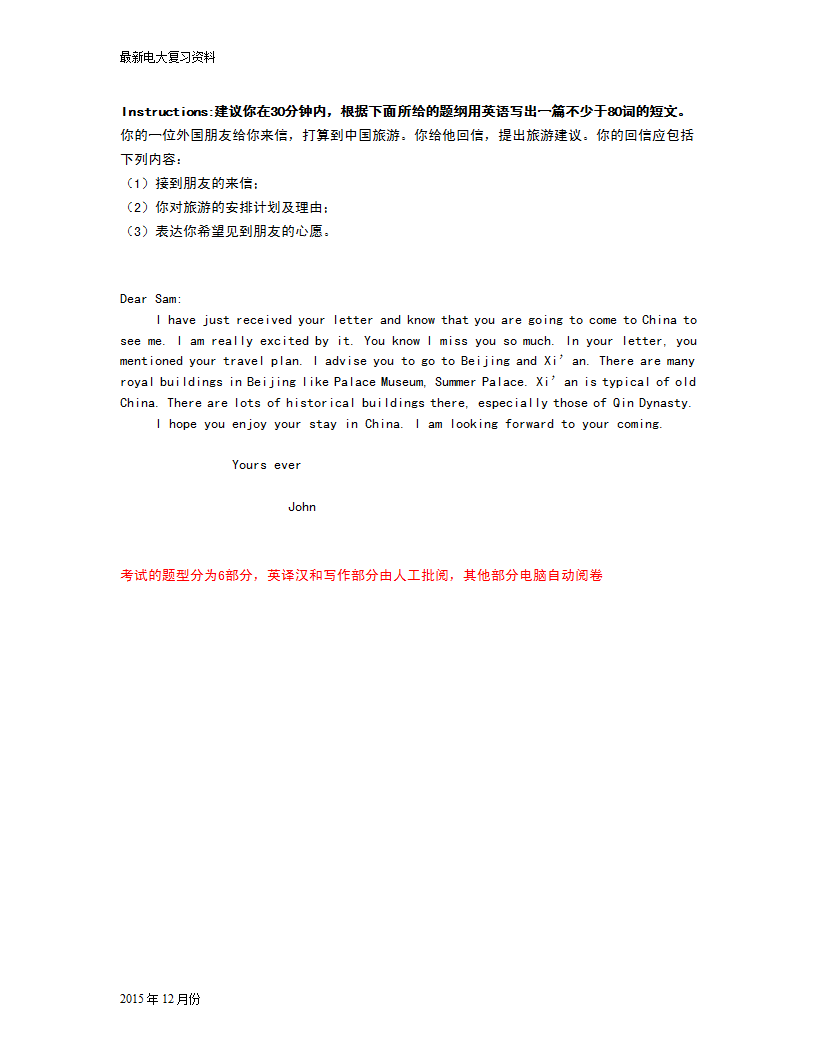 最新电大复习资料
Instructions:建议你在30分钟内，根据下面所给的题纲用英语写出一篇不少于80词的短文。
你的一位外国朋友给你来信，打算到中国旅游。你给他回信，提出旅游建议。你的回信应包括
下列内容：
（1）接到朋友的来信；
（2）你对旅游的安排计划及理由；
（3）表达你希望见到朋友的心愿。
Dear Sam:
I have just received your letter and know that you are going to come to China to
see me. I am really excited by it. You know I miss you so much. In your letter, you
mentioned your travel plan. I advise you to go to Beijing and Xi’an. There are many
royal buildings in Beijing like Palace Museum, Summer Palace. Xi’an is typical of old
China. There are lots of historical buildings there, especially those of Qin Dynasty.
I hope you enjoy your stay in China. I am looking forward to your coming.
Yours ever
John
考试的题型分为6部分，英译汉和写作部分由人工批阅，其他部分电脑自动阅卷
2015年12月份